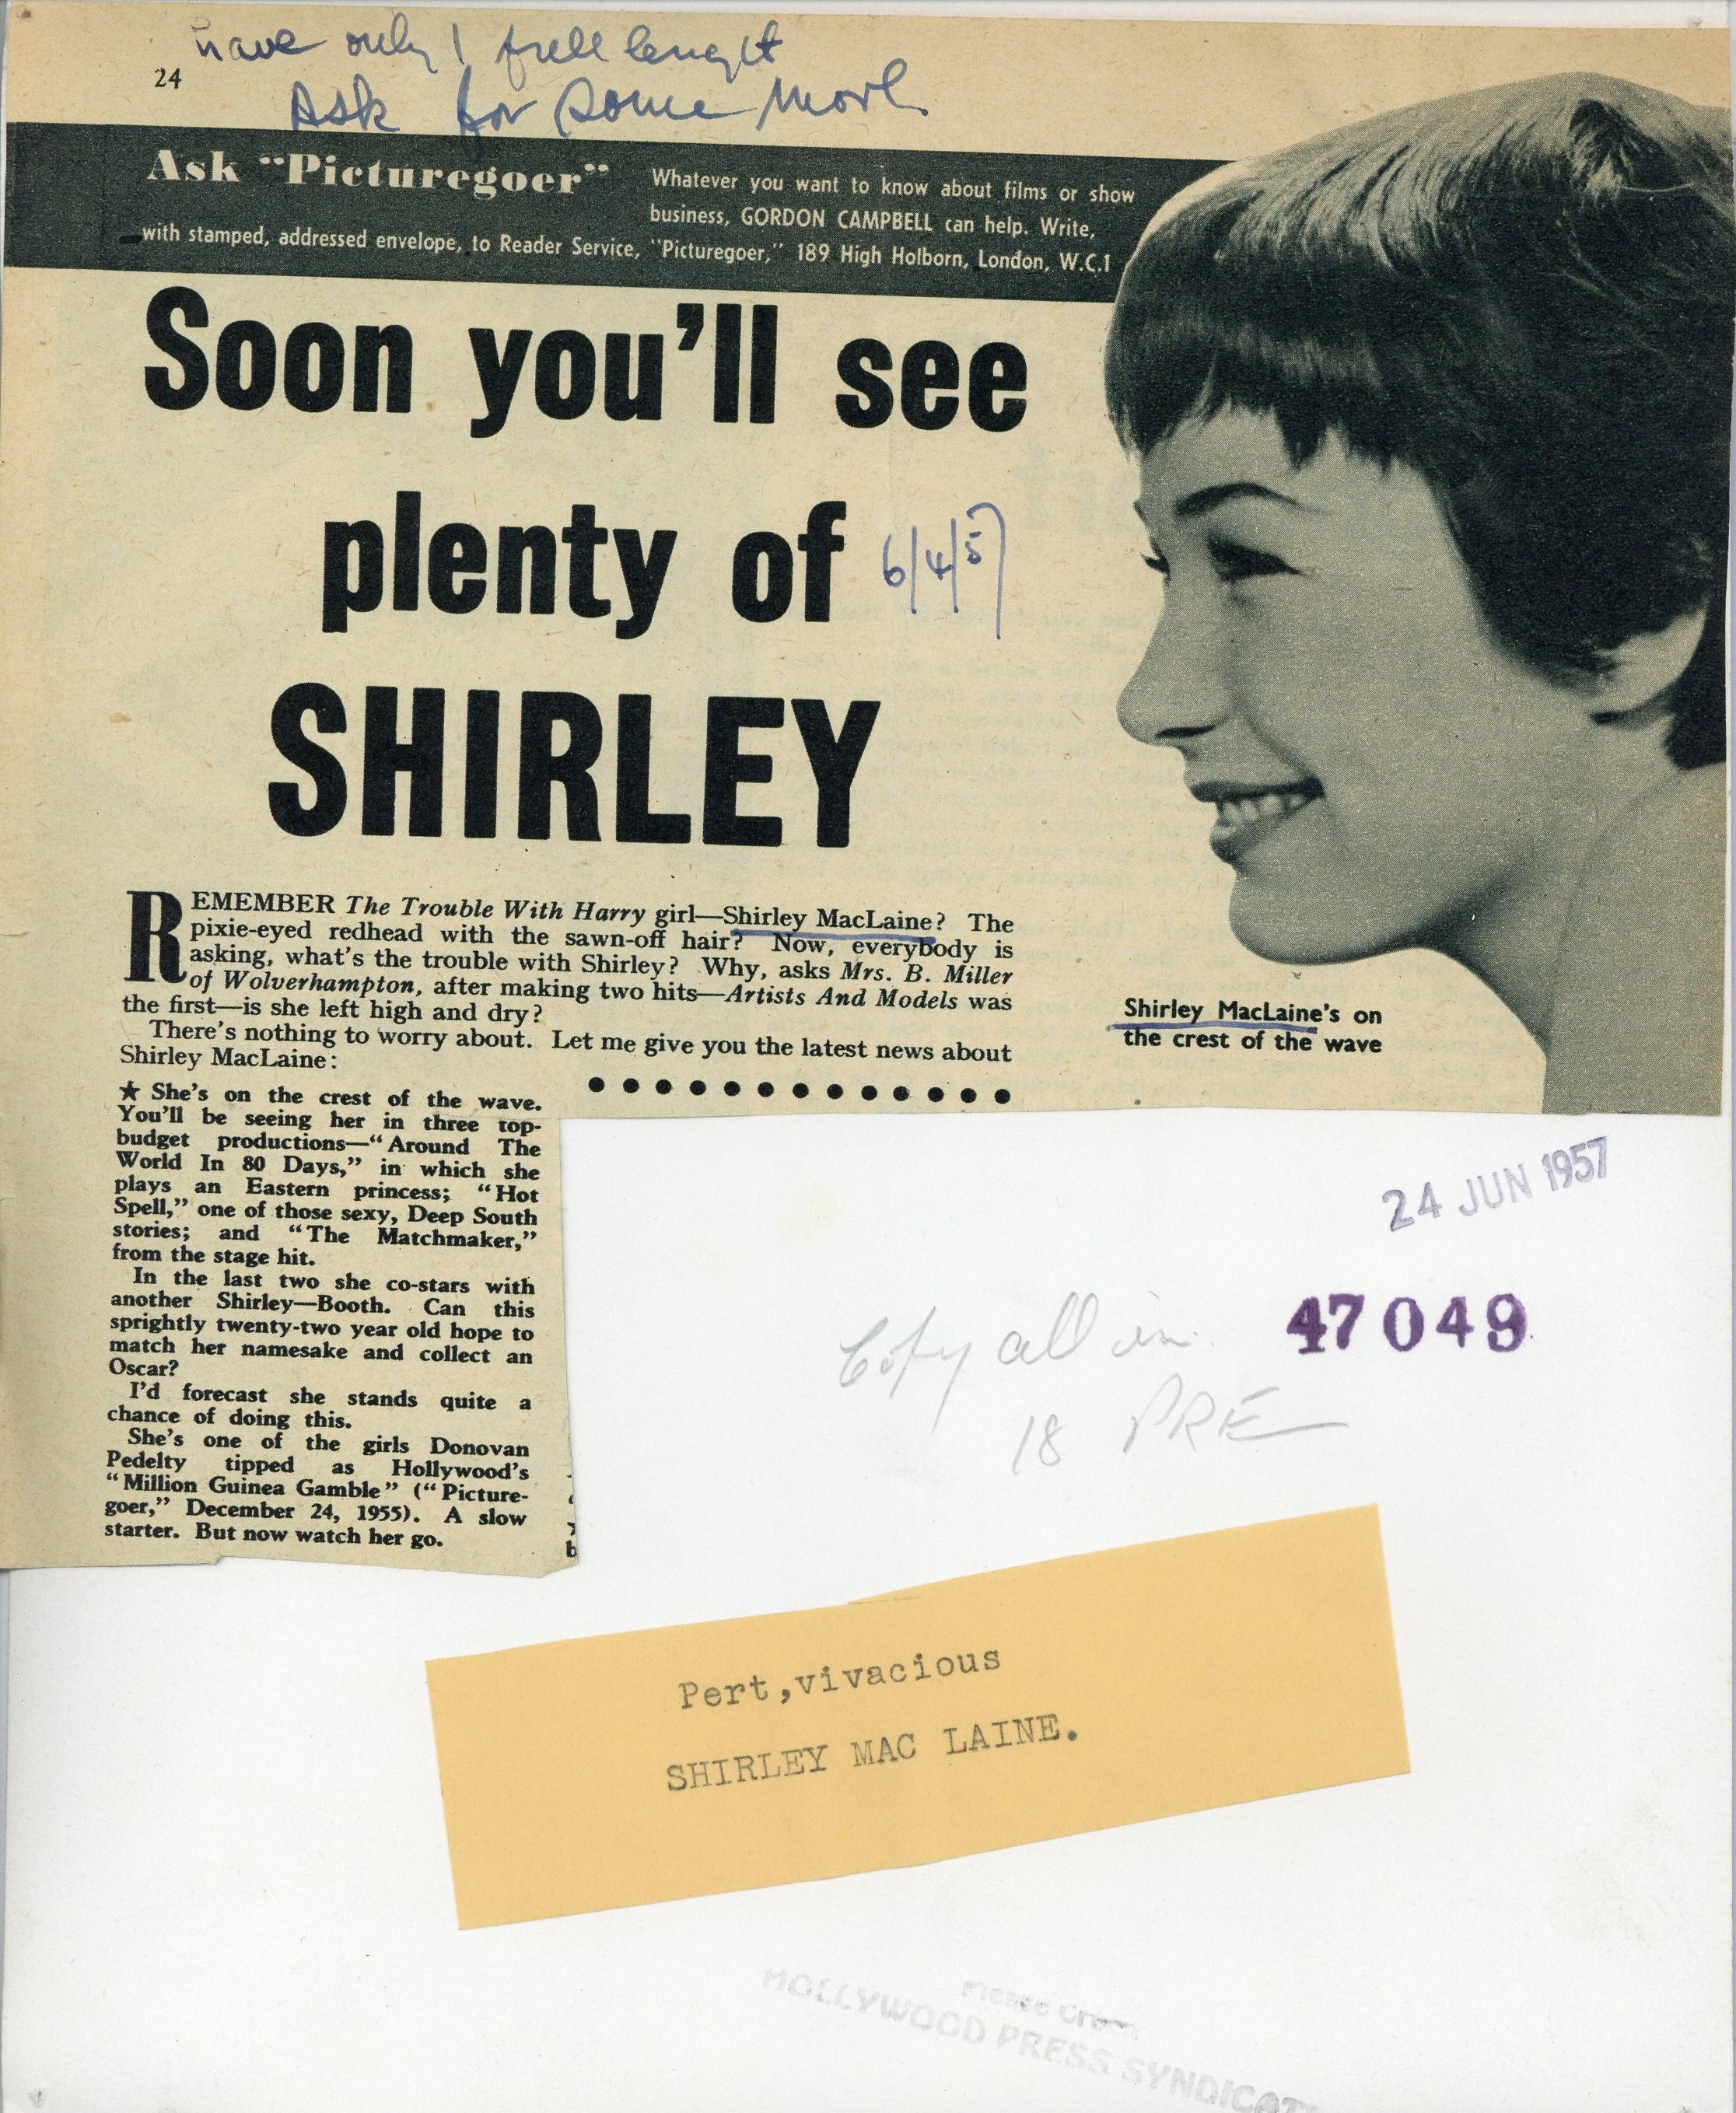 have only 1 full lengtt
24
Ask for some more
Ask "Picturegoer"
Whatever you want to know about films or show
business, GORDON CAMPBELL can help. Write,
with stamped, addressed envelope, to Reader Service, "Picturegoer," 189 High Holborn, London, W.C.1
Soon you'll see
plenty of
6/4/57
SHIRLEY
REMEMBER The Trouble With Harry girl—Shirley MacLaine? The
pixie-eyed redhead with the sawn-off hair? Now, everybody is
asking, what's the trouble with Shirley? Why, asks Mrs. B. Miller
of Wolverhampton, after making two hits—Artists And Models was
the first—is she left high and dry?
There's nothing to worry about. Let me give you the latest news about
Shirley MacLaine:
Shirley MacLaine's on
the crest of the wave
★ She's on the crest of the wave.
You'll be seeing her in three top-
budget productions—"Around The
World In 80 Days," in which she
plays an Eastern princess; "Hot
Spell," one of those sexy, Deep South
stories; and "The Matchmaker,"
from the stage hit.
In the last two she co-stars with
another Shirley—Booth. Can this
sprightly twenty-two year old hope to
match her namesake and collect an
Oscar?
I'd forecast she stands quite a
chance of doing this.
She's one of the girls Donovan
Pedelty tipped as Hollywood's
"Million Guinea Gamble" ("Picture-
goer," December 24, 1955). A slow
starter. But now watch her go.
b
24 JUN 1957
47049
Copy all in
18 PRE
Pert,vivacious
SHIRLEY MAC LAINE.
Please
HOLLYWOOD PRESS SYNDICAT